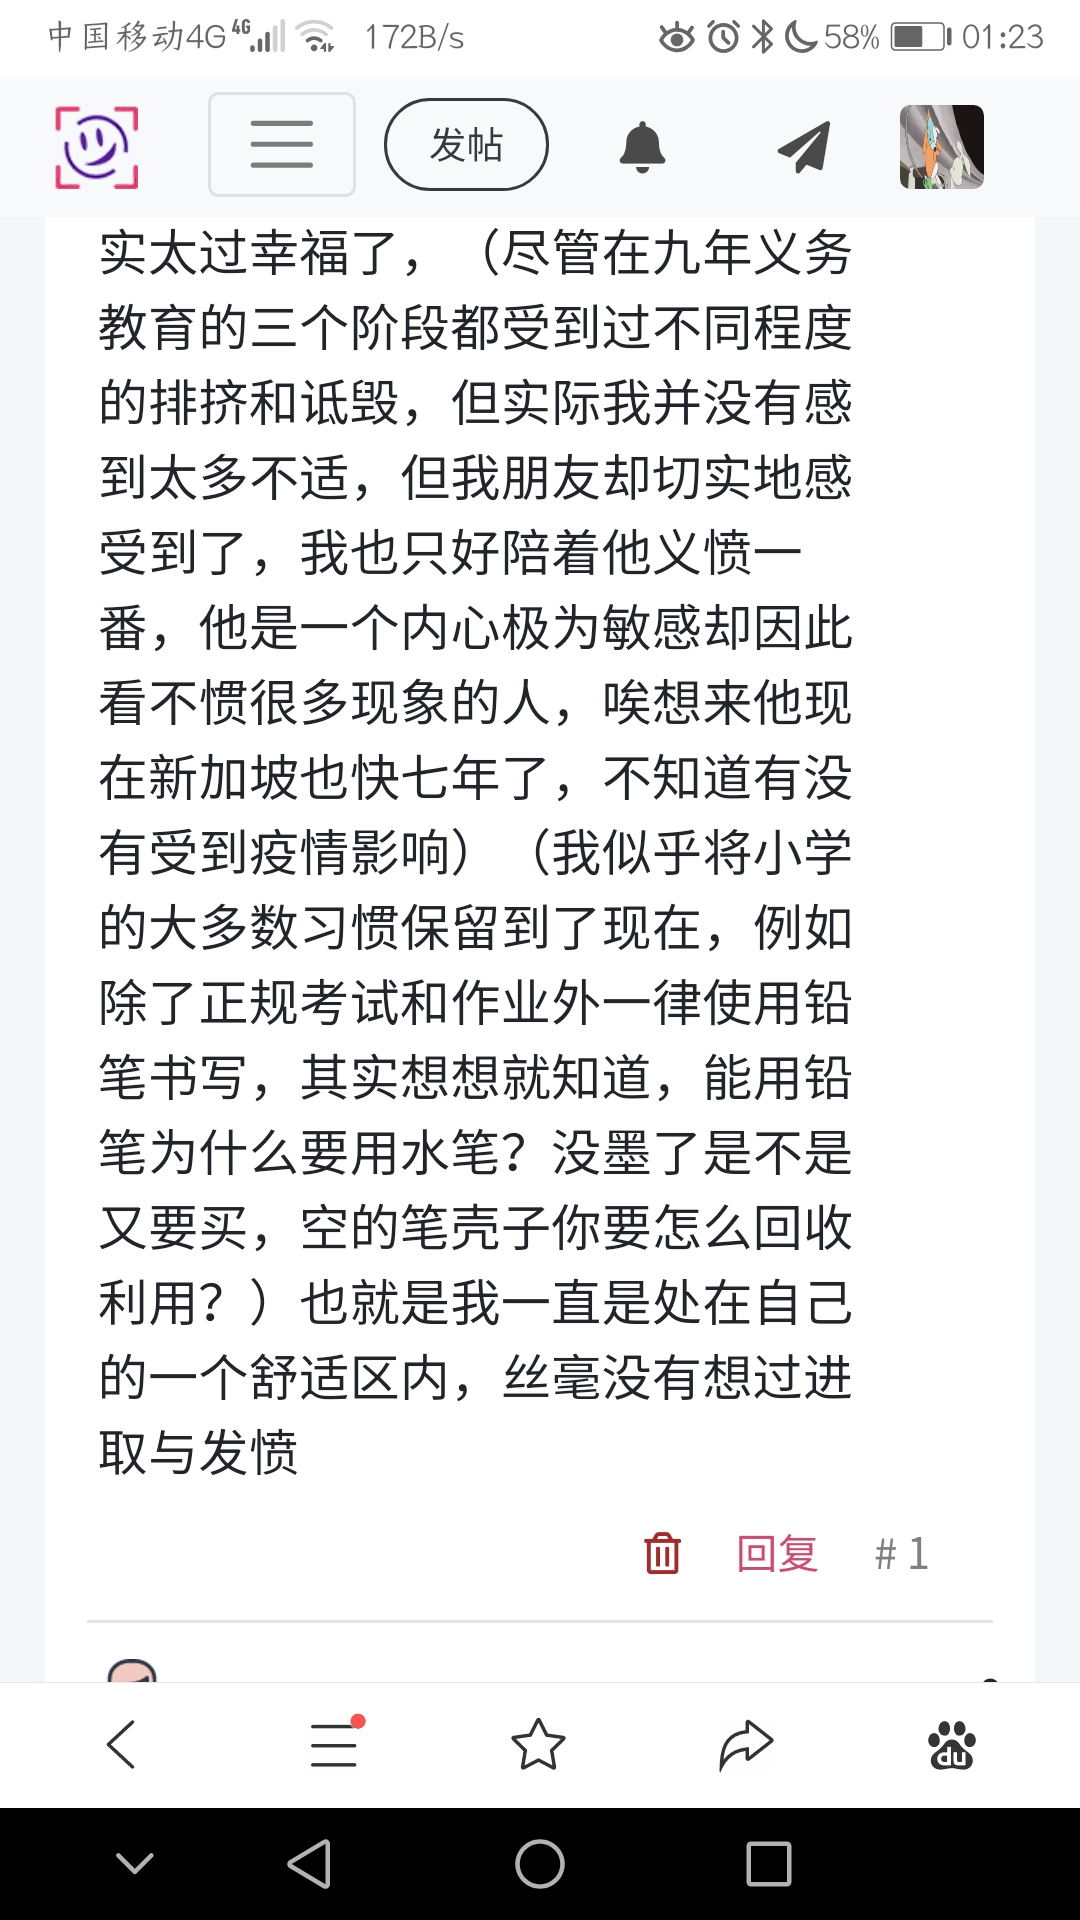 中国移动4G 4G 172B/s 58% 01:23
发帖
实太过幸福了，（尽管在九年义务
教育的三个阶段都受到过不同程度
的排挤和诋毁，但实际我并没有感
到太多不适，但我朋友却切实地感
受到了，我也只好陪着他义愤一
番，他是一个内心极为敏感却因此
看不惯很多现象的人，唉想来他现
在新加坡也快七年了，不知道有没
有受到疫情影响）（我似乎将小学
的大多数习惯保留到了现在，例如
除了正规考试和作业外一律使用铅
笔书写，其实想想就知道，能用铅
笔为什么要用水笔？没墨了是不是
又要买，空的笔壳子你要怎么回收
利用？）也就是我一直是处在自己
的一个舒适区内，丝毫没有想过进
取与发愤
回复 # 1
du